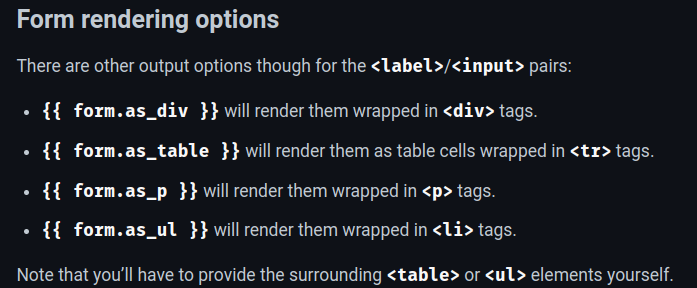 Form rendering options
There are other output options though for the <label>/<input> pairs:
• {{ form.as_div }} will render them wrapped in <div> tags.
• {{ form.as_table }} will render them as table cells wrapped in <tr> tags.
• {{ form.as_p }} will render them wrapped in <p> tags.
• {{ form.as_ul }} will render them wrapped in <li> tags.
Note that you’ll have to provide the surrounding <table> or <ul> elements yourself.